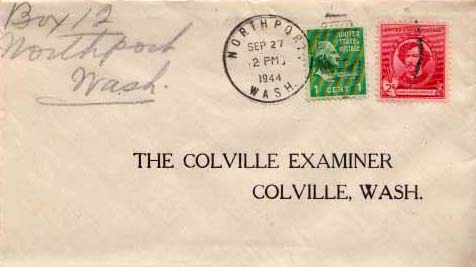 Box 12
Northport
Wash.
NORTHPORT
SEP 27
2 PM
1944
WASH.
UNITED STATES
POSTAGE
1 CENT 1
UNITED STATES POSTAGE
2¢
THE COLVILLE EXAMINER
COLVILLE, WASH.